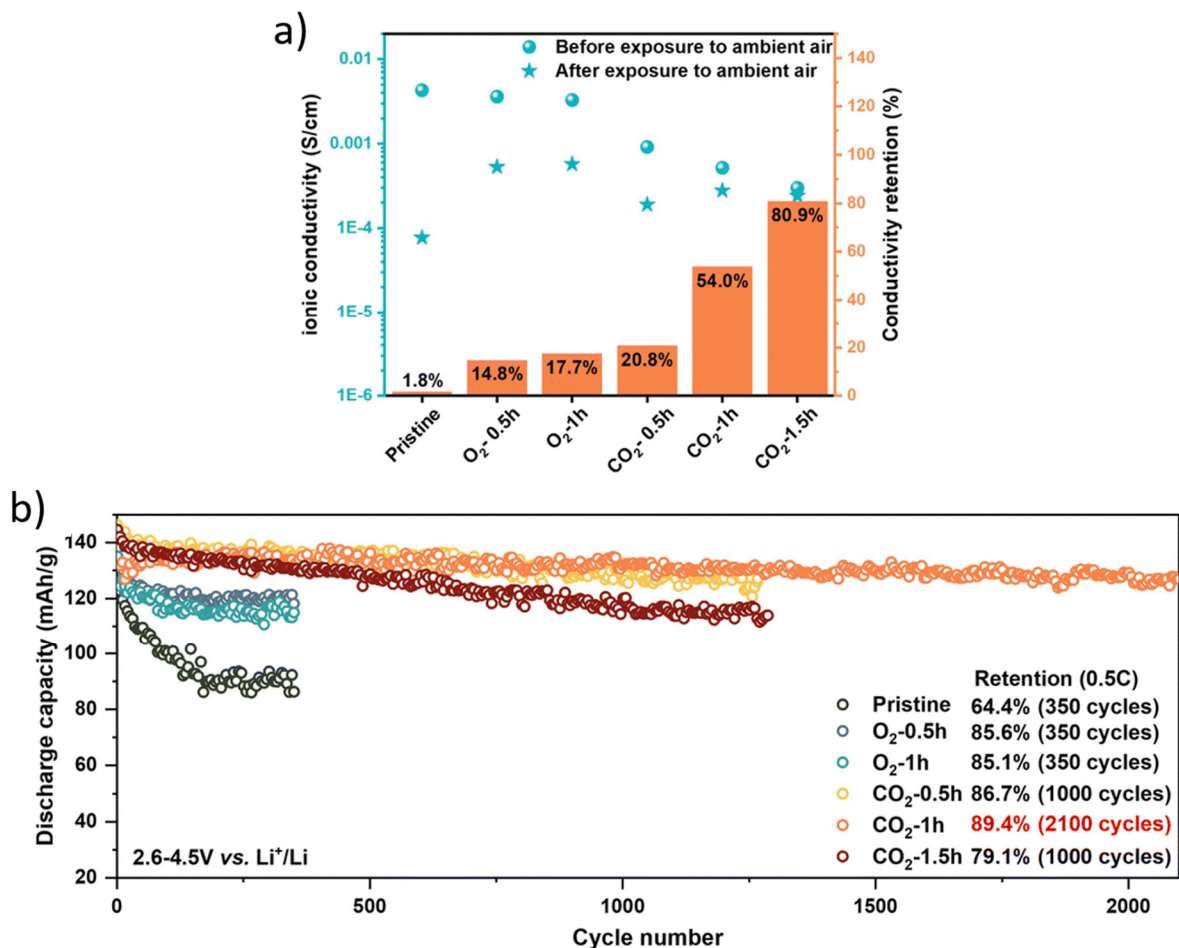 a)
Before exposure to ambient air
After exposure to ambient air
ionic conductivity (S/cm)
0.01
0.001
1E-4
1E-5
1E-6
Conductivity retention (%)
140
120
100
80
60
40
20
0
1.8%
14.8%
17.7%
20.8%
54.0%
80.9%
Pristine
O₂- 0.5h
O₂-1h
CO₂- 0.5h
CO₂-1h
CO₂-1.5h
b)
Discharge capacity (mAh/g)
140
120
100
80
60
40
20
Retention (0.5C)
Pristine 64.4% (350 cycles)
O₂-0.5h 85.6% (350 cycles)
O₂-1h 85.1% (350 cycles)
CO₂-0.5h 86.7% (1000 cycles)
CO₂-1h 89.4% (2100 cycles)
CO₂-1.5h 79.1% (1000 cycles)
2.6-4.5V vs. Li⁺/Li
0 500 1000 1500 2000
Cycle number